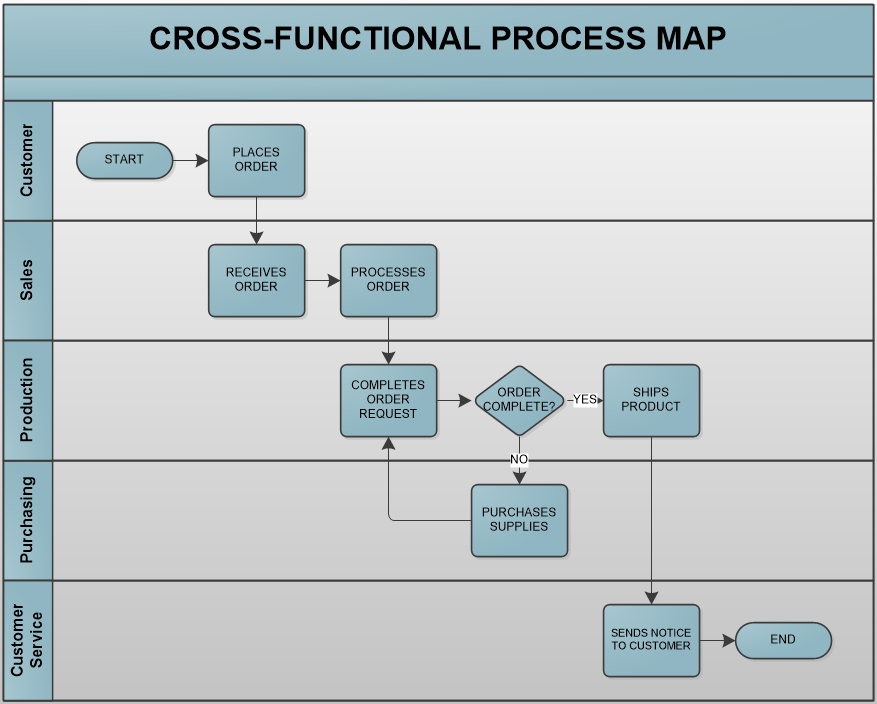 CROSS-FUNCTIONAL PROCESS MAP
Customer
START
PLACES
ORDER
Sales
RECEIVES
ORDER
PROCESSES
ORDER
Production
COMPLETES
ORDER
REQUEST
ORDER
COMPLETE?
YES
SHIPS
PRODUCT
NO
Purchasing
PURCHASES
SUPPLIES
Customer
Service
SENDS NOTICE
TO CUSTOMER
END